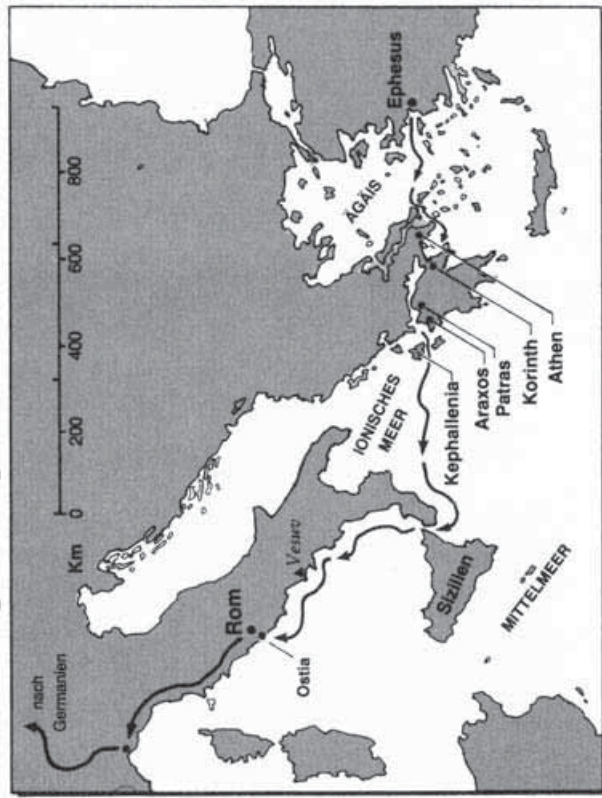 nach
Germanien
Km
0
200
400
600
800
Rom
Ostia
Vesuv
Sizilien
MITTELMEER
IONISCHES
MEER
Kephallenia
Araxos
Patras
Korinth
Athen
ÄGÄIS
Ephesus